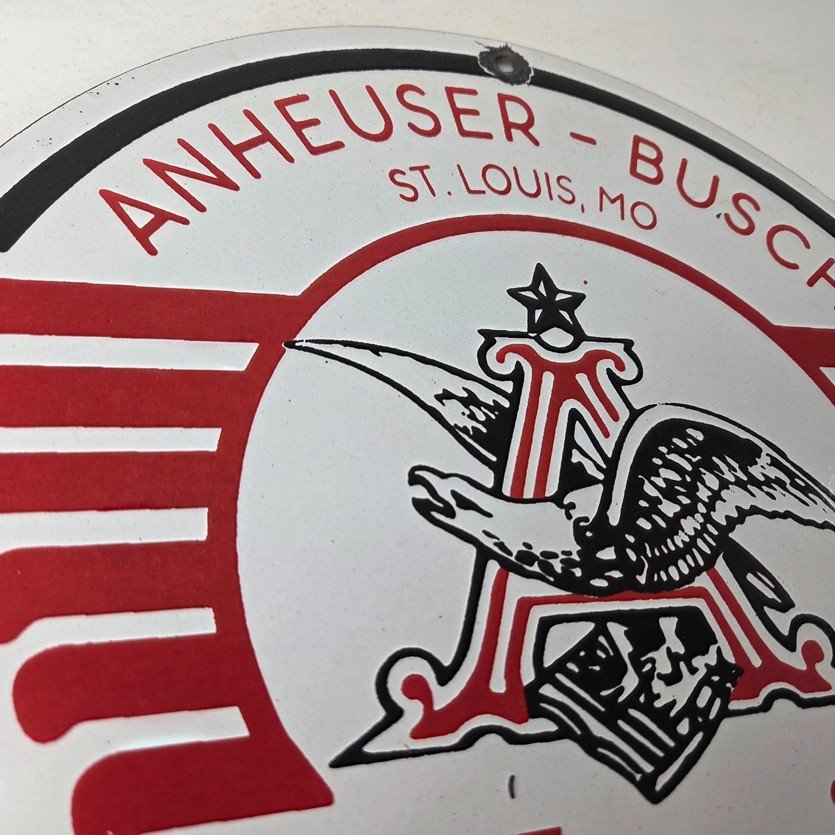 ANHEUSER - BUSCH
ST. LOUIS, MO